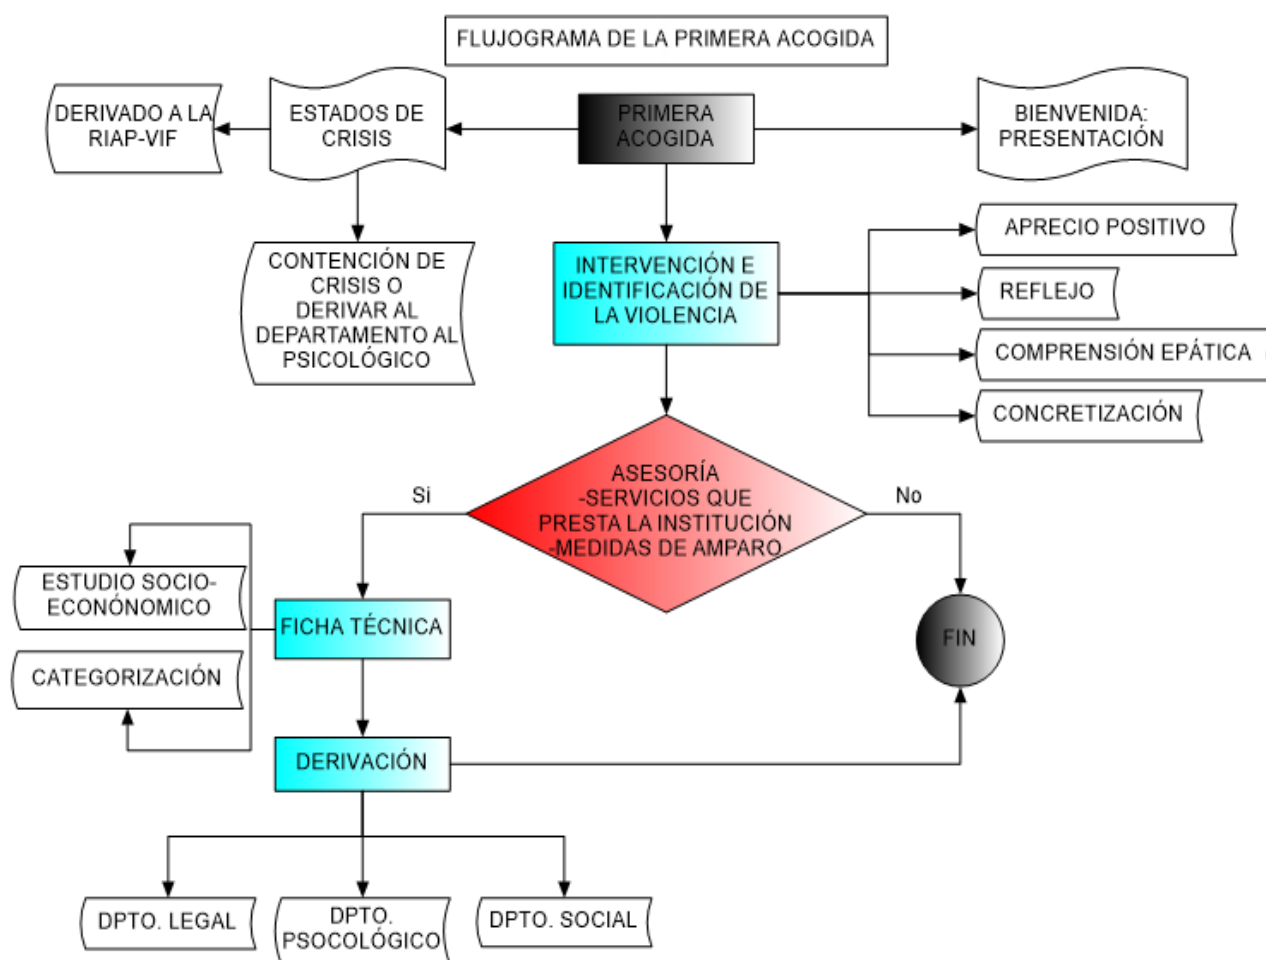 FLUJOGRAMA DE LA PRIMERA ACOGIDA
DERIVADO A LA
RIAP-VIF
ESTADOS DE
CRISIS
PRIMERA
ACOGIDA
BIENVENIDA:
PRESENTACIÓN
CONTENCIÓN DE
CRISIS O
DERIVAR AL
DEPARTAMENTO AL
PSICOLÓGICO
INTERVENCIÓN E
IDENTIFICACIÓN DE
LA VIOLENCIA
APRECIO POSITIVO
REFLEJO
COMPRENSIÓN EPÁTICA
CONCRETIZACIÓN
Si
ASESORÍA
-SERVICIOS QUE
PRESTA LA INSTITUCIÓN
-MEDIDAS DE AMPARO
No
ESTUDIO SOCIO-
ECONÓNOMICO
CATEGORIZACIÓN
FICHA TÉCNICA
FIN
DERIVACIÓN
DPTO. LEGAL
DPTO.
PSOCOLÓGICO
DPTO. SOCIAL